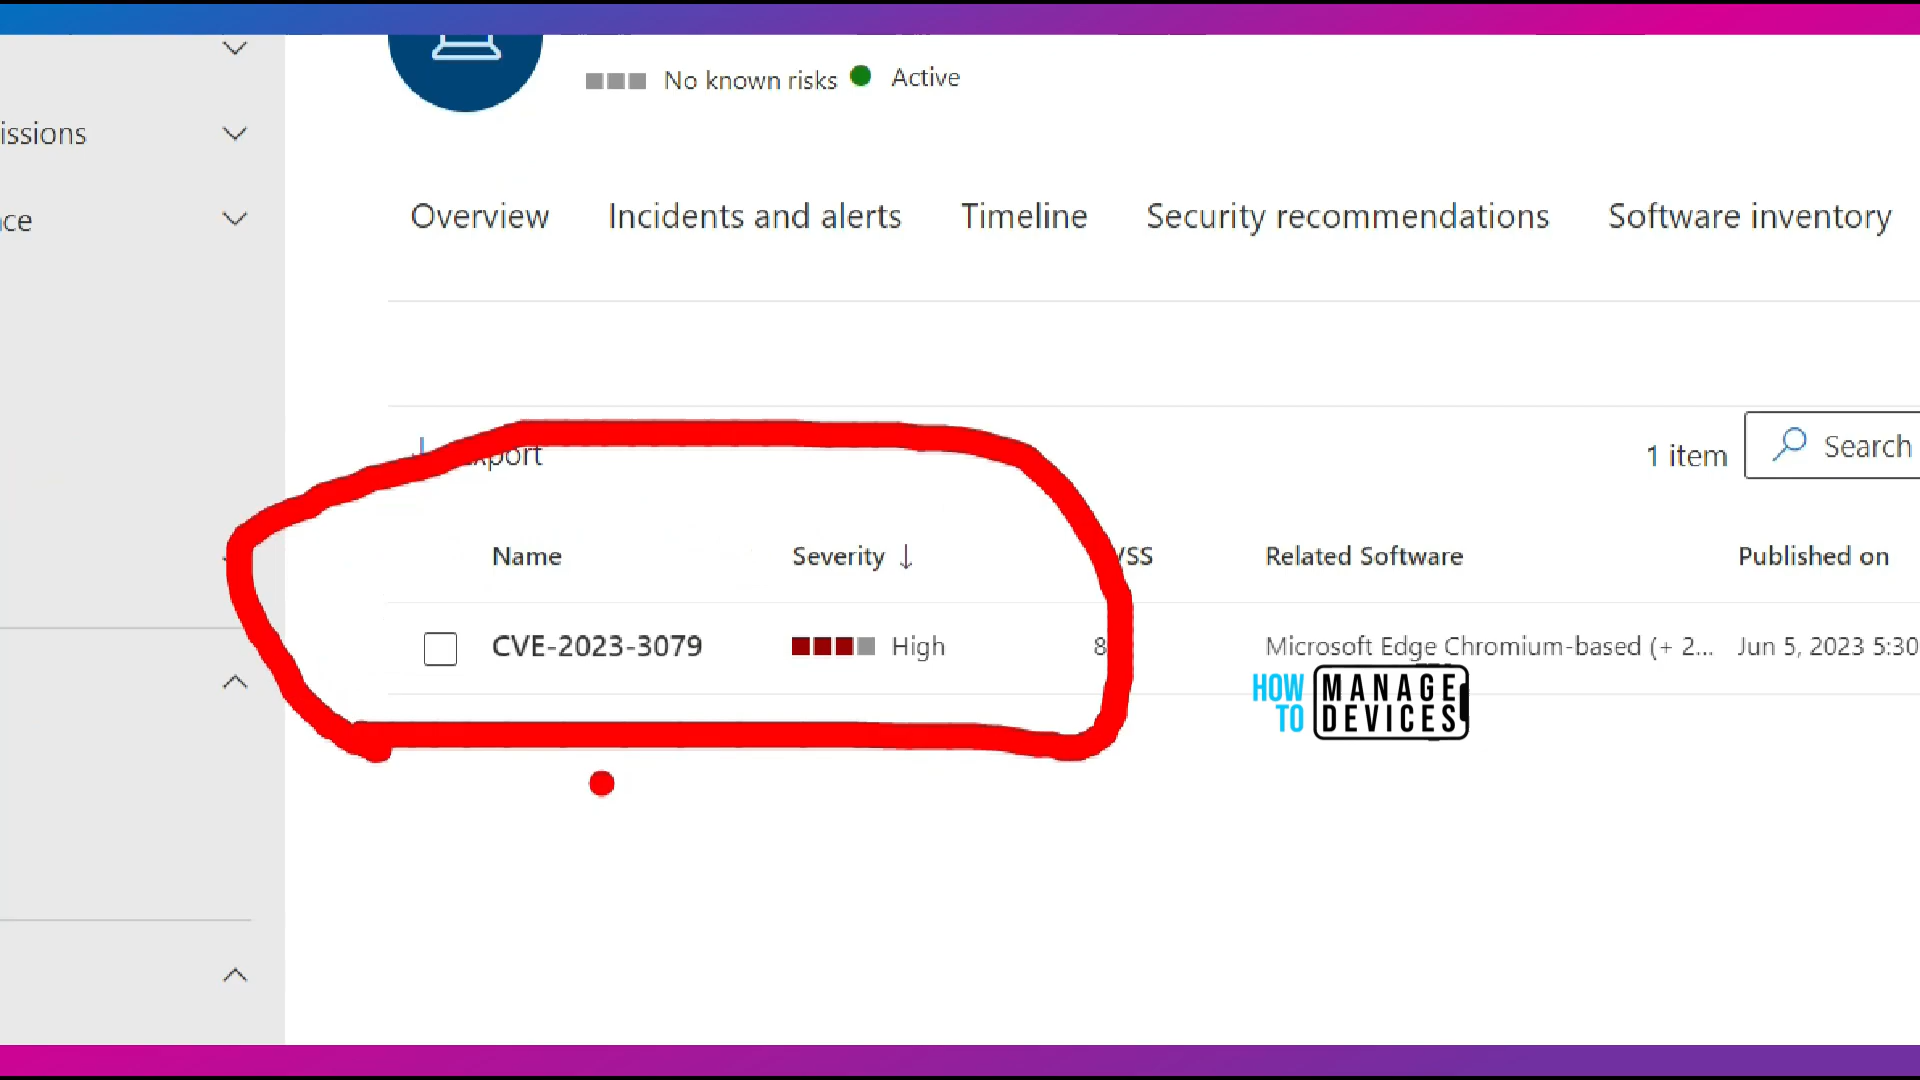 No known risks Active
issions
Overview Incidents and alerts Timeline Security recommendations Software inventory
1 item Search
Name Severity ↓ Related Software Published on
CVE-2023-3079 High 8 Microsoft Edge Chromium-based (+ 2... Jun 5, 2023 5:30
HOW TO
MANAGE DEVICES